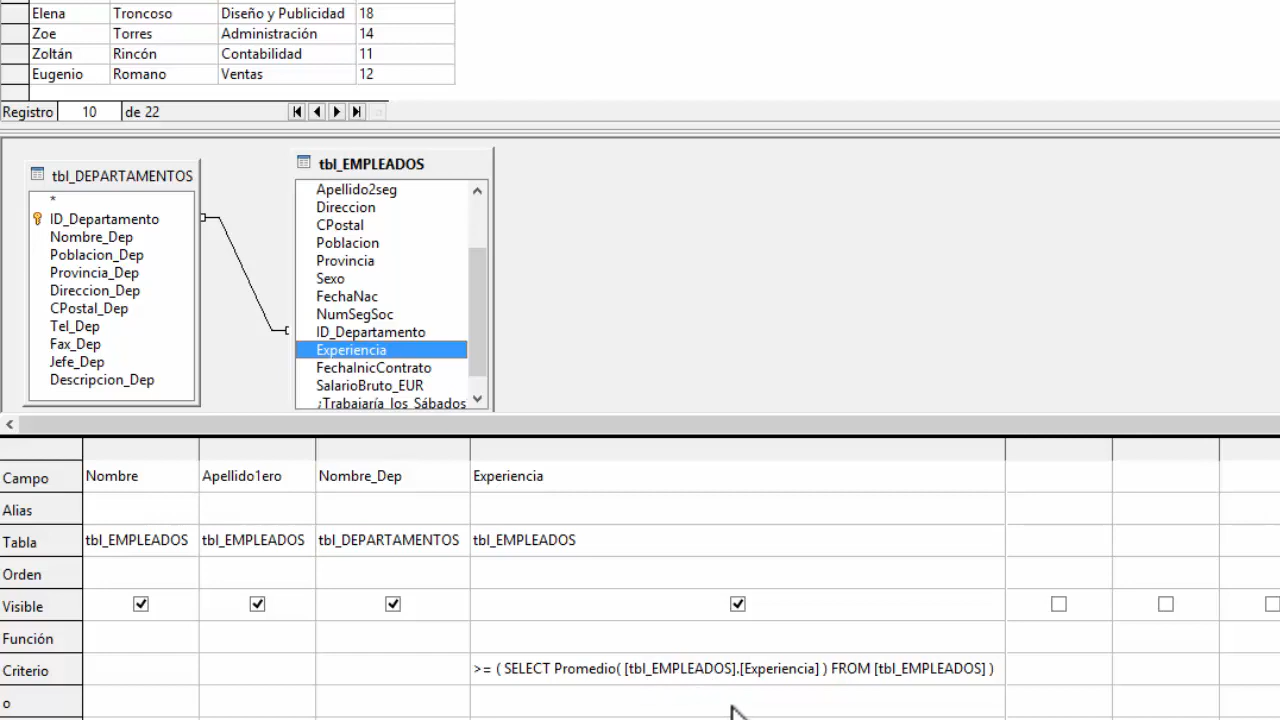 Elena Troncoso Diseño y Publicidad 18
Zoe Torres Administración 14
Zoltán Rincón Contabilidad 11
Eugenio Romano Ventas 12
Registro 10 de 22
tbl_DEPARTAMENTOS
*
ID_Departamento
Nombre_Dep
Poblacion_Dep
Provincia_Dep
Direccion_Dep
CPostal_Dep
Tel_Dep
Fax_Dep
Jefe_Dep
Descripcion_Dep
tbl_EMPLEADOS
Apellido2seg
Direccion
CPostal
Poblacion
Provincia
Sexo
FechaNac
NumSegSoc
ID_Departamento
Experiencia
FechaInicContrato
SalarioBruto_EUR
¿Trabajaría los Sábados
Campo Nombre Apellido1ero Nombre_Dep Experiencia
Alias
Tabla tbl_EMPLEADOS tbl_EMPLEADOS tbl_DEPARTAMENTOS tbl_EMPLEADOS
Orden
Visible
Función
Criterio >= ( SELECT Promedio( [tbl_EMPLEADOS].[Experiencia] ) FROM [tbl_EMPLEADOS] )
o